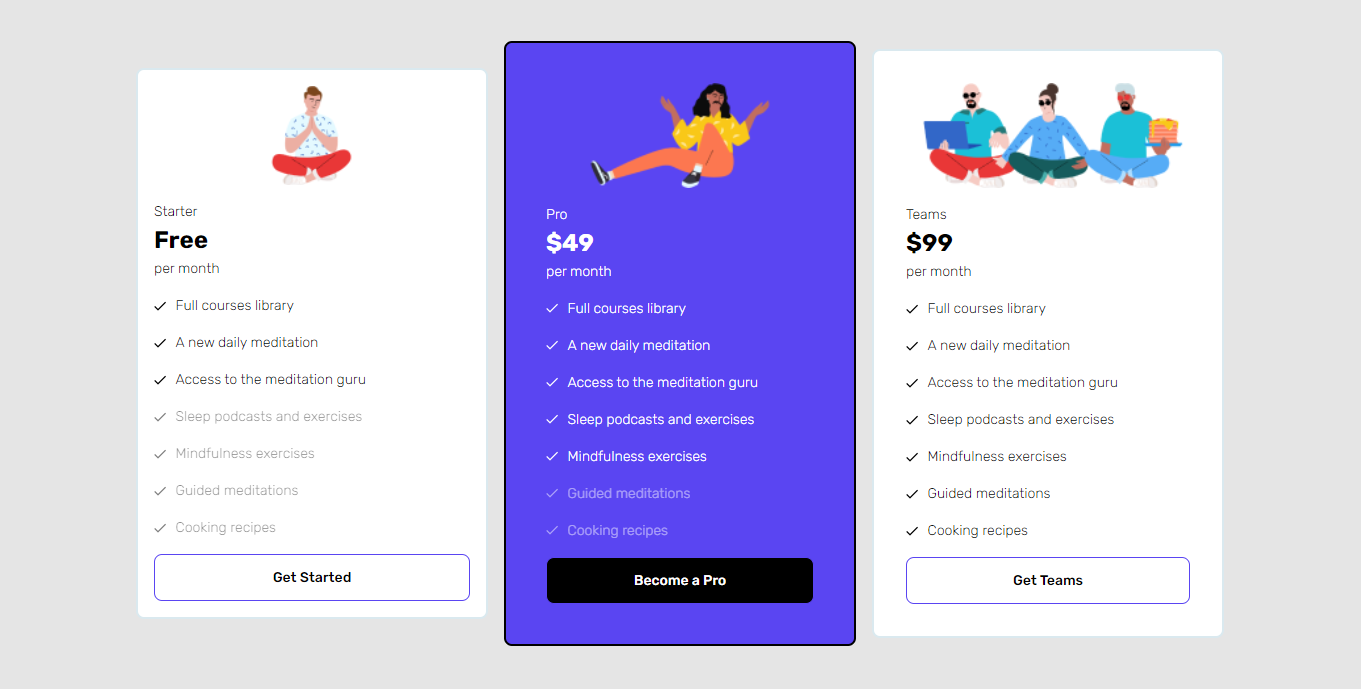 Starter
Free
per month
Full courses library
A new daily meditation
Access to the meditation guru
Sleep podcasts and exercises
Mindfulness exercises
Guided meditations
Cooking recipes
Get Started
Pro
$49
per month
Full courses library
A new daily meditation
Access to the meditation guru
Sleep podcasts and exercises
Mindfulness exercises
Guided meditations
Cooking recipes
Become a Pro
Teams
$99
per month
Full courses library
A new daily meditation
Access to the meditation guru
Sleep podcasts and exercises
Mindfulness exercises
Guided meditations
Cooking recipes
Get Teams